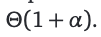 Θ(1 + α).